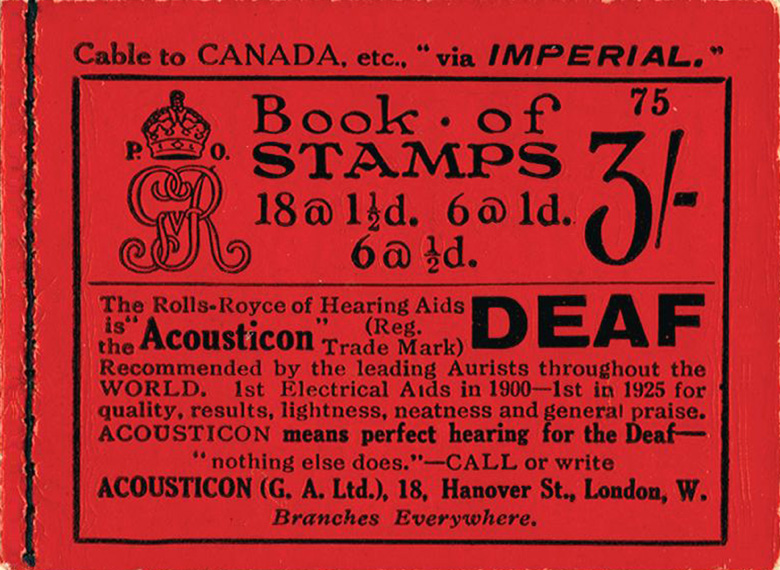 Cable to CANADA, etc., "via IMPERIAL."
75
P. O.
GRV
Book · of
STAMPS
3/-
18@1½d. 6@1d.
6@½d.
The Rolls-Royce of Hearing Aids
is "Acousticon" (Reg.
the Trade Mark)
DEAF
Recommended by the leading Aurists throughout the
WORLD. 1st Electrical Aids in 1900—1st in 1925 for
quality, results, lightness, neatness and general praise.
ACOUSTICON means perfect hearing for the Deaf—
"nothing else does."—CALL or write
ACOUSTICON (G. A. Ltd.), 18, Hanover St., London, W.
Branches Everywhere.